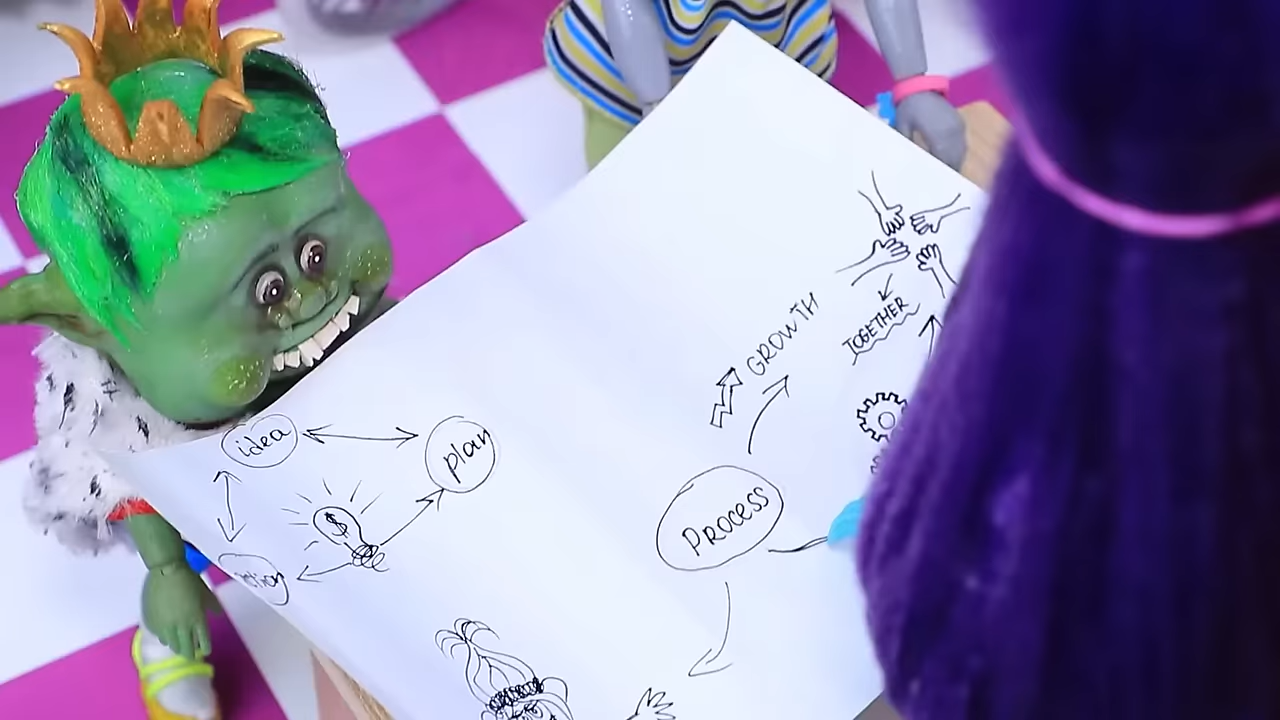 idea
plan
$
GROWTH
TOGETHER
PROCESS